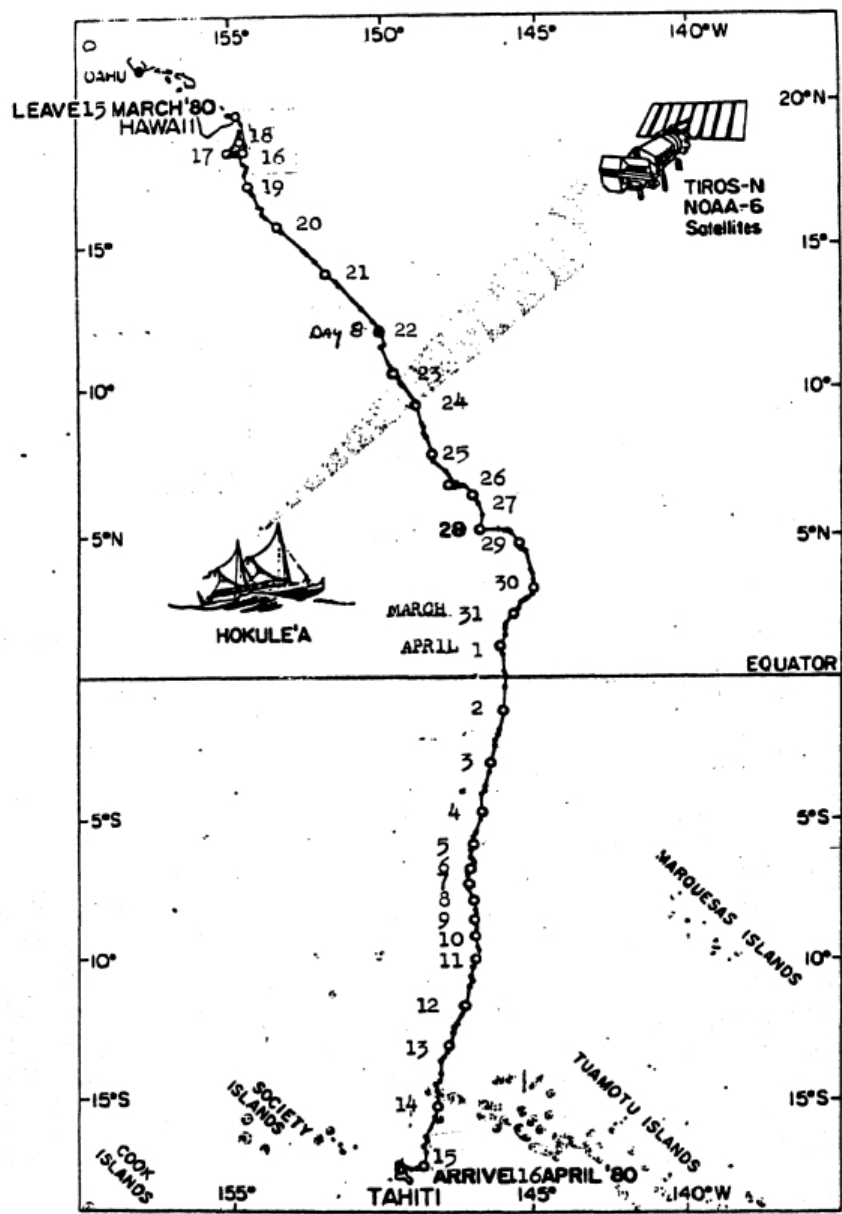 155°
150°
145°
140°W
OAHU
LEAVE 15 MARCH '80
HAWAII
20°N
18
17
16
19
TIROS-N
NOAA-6
Satellites
20
15°
15°
21
DAY 8
22
23
10°
10°N
24
25
26
27
28
5°N
5°N
29
30
MARCH
31
HOKULE'A
APRIL
1
EQUATOR
2
3
4
5°S
5°S
5
6
7
8
9
10
11
MARQUESAS ISLANDS
10°
10°S
12
13
14
15°S
15°S
SOCIETY
ISLANDS
TUAMOTU ISLANDS
COOK
ISLANDS
15
ARRIVE 16 APRIL '80
TAHITI
155°
150°
145°
140°W